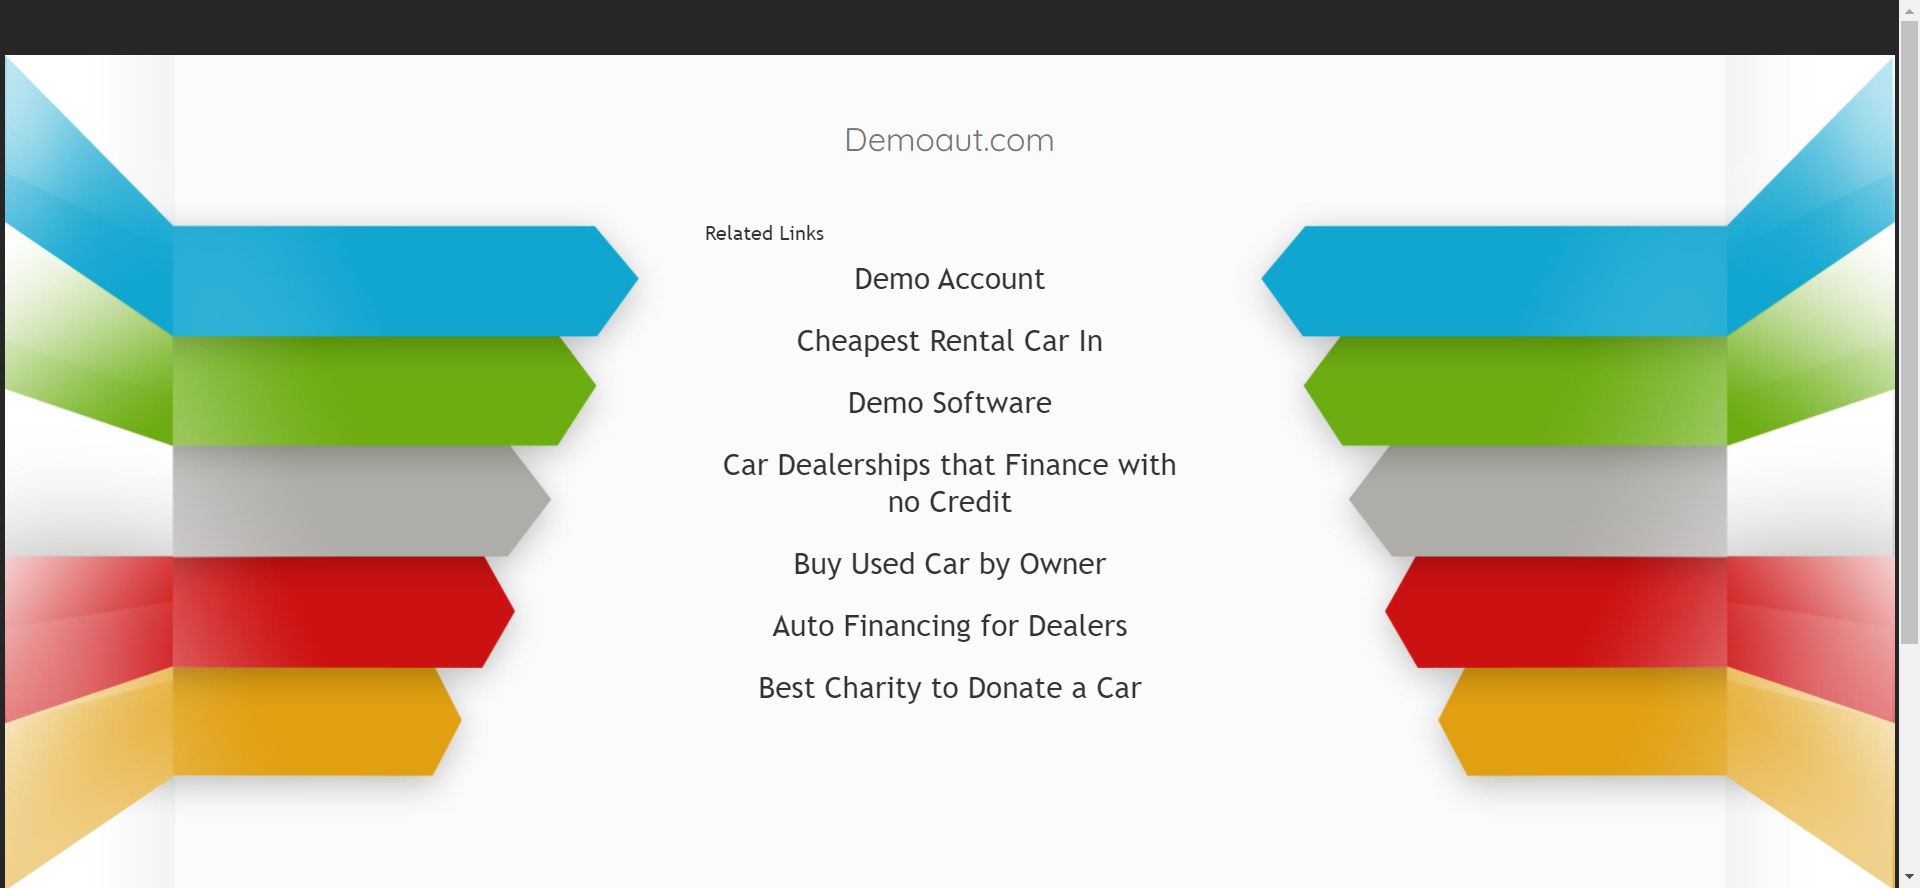 Demoaut.com
Related Links
Demo Account
Cheapest Rental Car In
Demo Software
Car Dealerships that Finance with
no Credit
Buy Used Car by Owner
Auto Financing for Dealers
Best Charity to Donate a Car